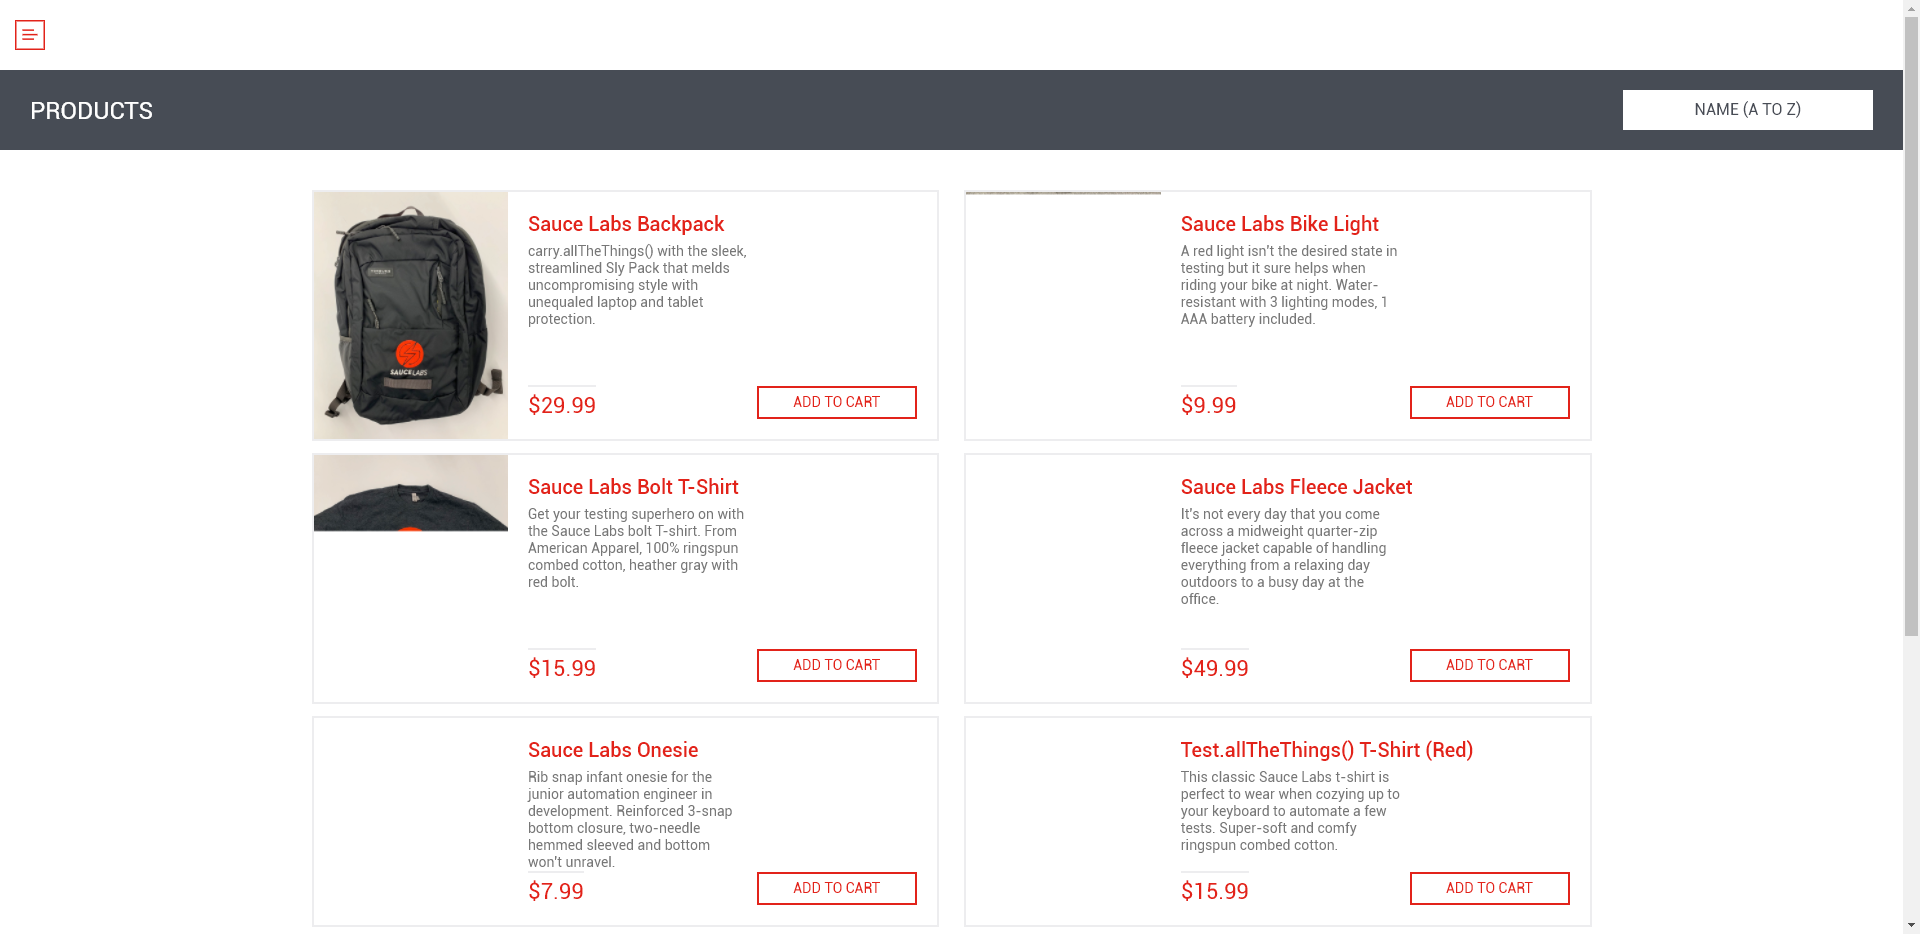 PRODUCTS
NAME (A TO Z)
Sauce Labs Backpack
carry.allTheThings() with the sleek,
streamlined Sly Pack that melds
uncompromising style with
unequaled laptop and tablet
protection.
$29.99
ADD TO CART
SAUCELABS
Sauce Labs Bike Light
A red light isn't the desired state in
testing but it sure helps when
riding your bike at night. Water-
resistant with 3 lighting modes, 1
AAA battery included.
$9.99
ADD TO CART
Sauce Labs Bolt T-Shirt
Get your testing superhero on with
the Sauce Labs bolt T-shirt. From
American Apparel, 100% ringspun
combed cotton, heather gray with
red bolt.
$15.99
ADD TO CART
Sauce Labs Fleece Jacket
It's not every day that you come
across a midweight quarter-zip
fleece jacket capable of handling
everything from a relaxing day
outdoors to a busy day at the
office.
$49.99
ADD TO CART
Sauce Labs Onesie
Rib snap infant onesie for the
junior automation engineer in
development. Reinforced 3-snap
bottom closure, two-needle
hemmed sleeved and bottom
won't unravel.
$7.99
ADD TO CART
Test.allTheThings() T-Shirt (Red)
This classic Sauce Labs t-shirt is
perfect to wear when cozying up to
your keyboard to automate a few
tests. Super-soft and comfy
ringspun combed cotton.
$15.99
ADD TO CART